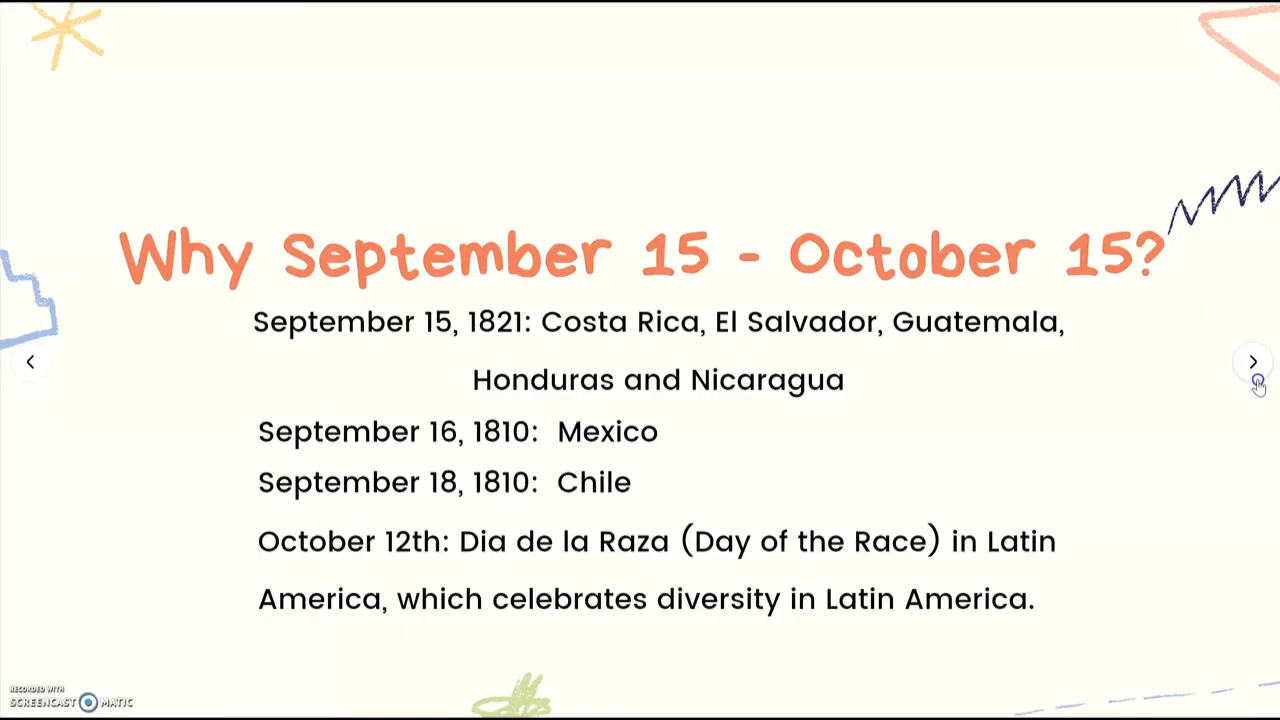 Why September 15 - October 15?
September 15, 1821: Costa Rica, El Salvador, Guatemala,
Honduras and Nicaragua
September 16, 1810: Mexico
September 18, 1810: Chile
October 12th: Dia de la Raza (Day of the Race) in Latin
America, which celebrates diversity in Latin America.
RECORDED WITH
SCREENCAST MATIC